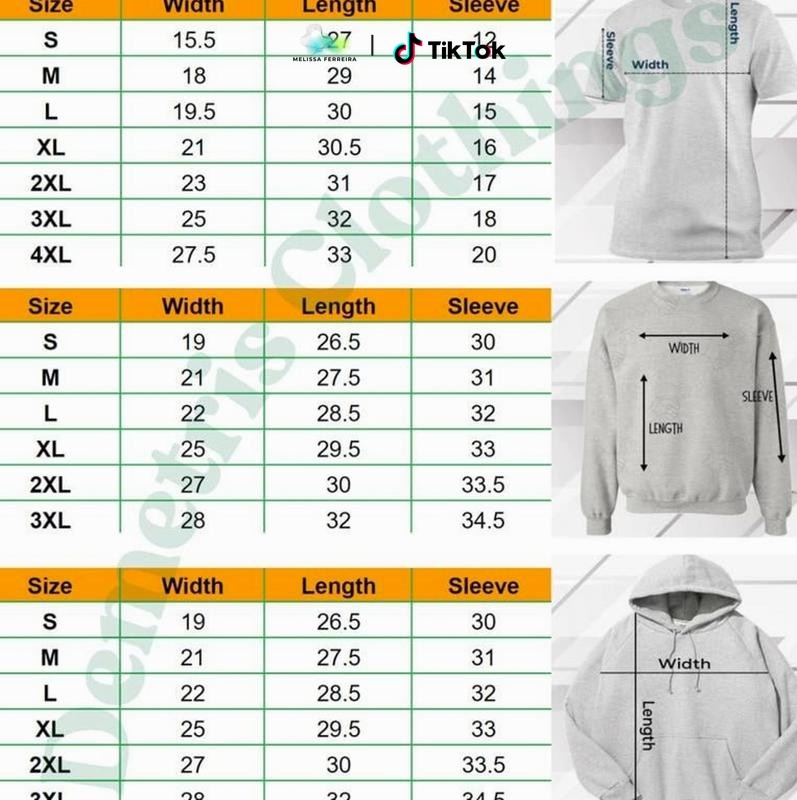 Size Width Length Sleeve
S 15.5 27 12
M 18 29 14
L 19.5 30 15
XL 21 30.5 16
2XL 23 31 17
3XL 25 32 18
4XL 27.5 33 20
MELISSA FERREIRA | TikTok
Sleeve
Width
Length
Size Width Length Sleeve
S 19 26.5 30
M 21 27.5 31
L 22 28.5 32
XL 25 29.5 33
2XL 27 30 33.5
3XL 28 32 34.5
WIDTH
SLEEVE
LENGTH
Size Width Length Sleeve
S 19 26.5 30
M 21 27.5 31
L 22 28.5 32
XL 25 29.5 33
2XL 27 30 33.5
3XL 28 32 34.5
Width
Length
Demetris Clothings